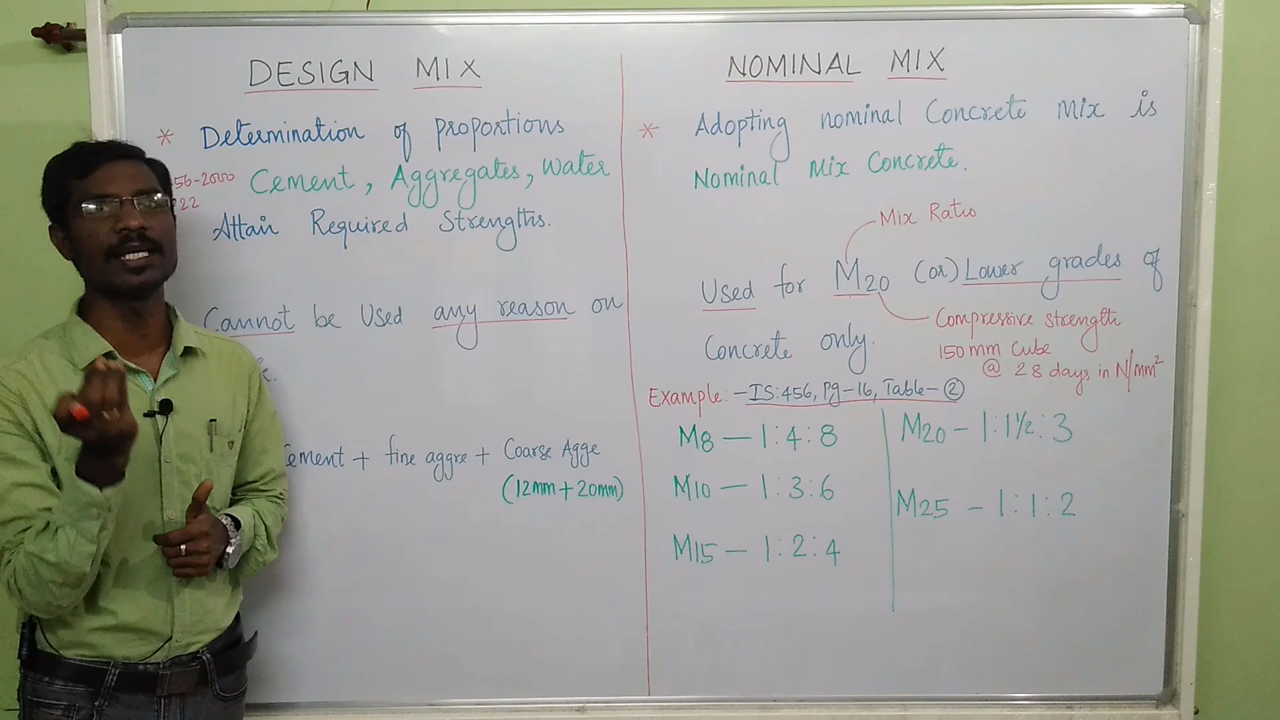 DESIGN MIX
* Determination of proportions
56-2000 Cement, Aggregates, Water
22
Attain Required Strengths.
Cannot be Used any reason on
ement + fine aggre + Coarse Agge
(12mm + 20mm)
NOMINAL MIX
* Adopting nominal Concrete Mix is
Nominal Mix Concrete.
Mix Ratio
Used for M20 (or) Lower grades of
Concrete only.
Compressive strength
150 mm Cube
@ 28 days in N/mm²
Example: - IS:456, Pg-16, Table- 2
M8 — 1:4:8
M10 — 1:3:6
M15 — 1:2:4
M20 - 1:1½:3
M25 - 1:1:2